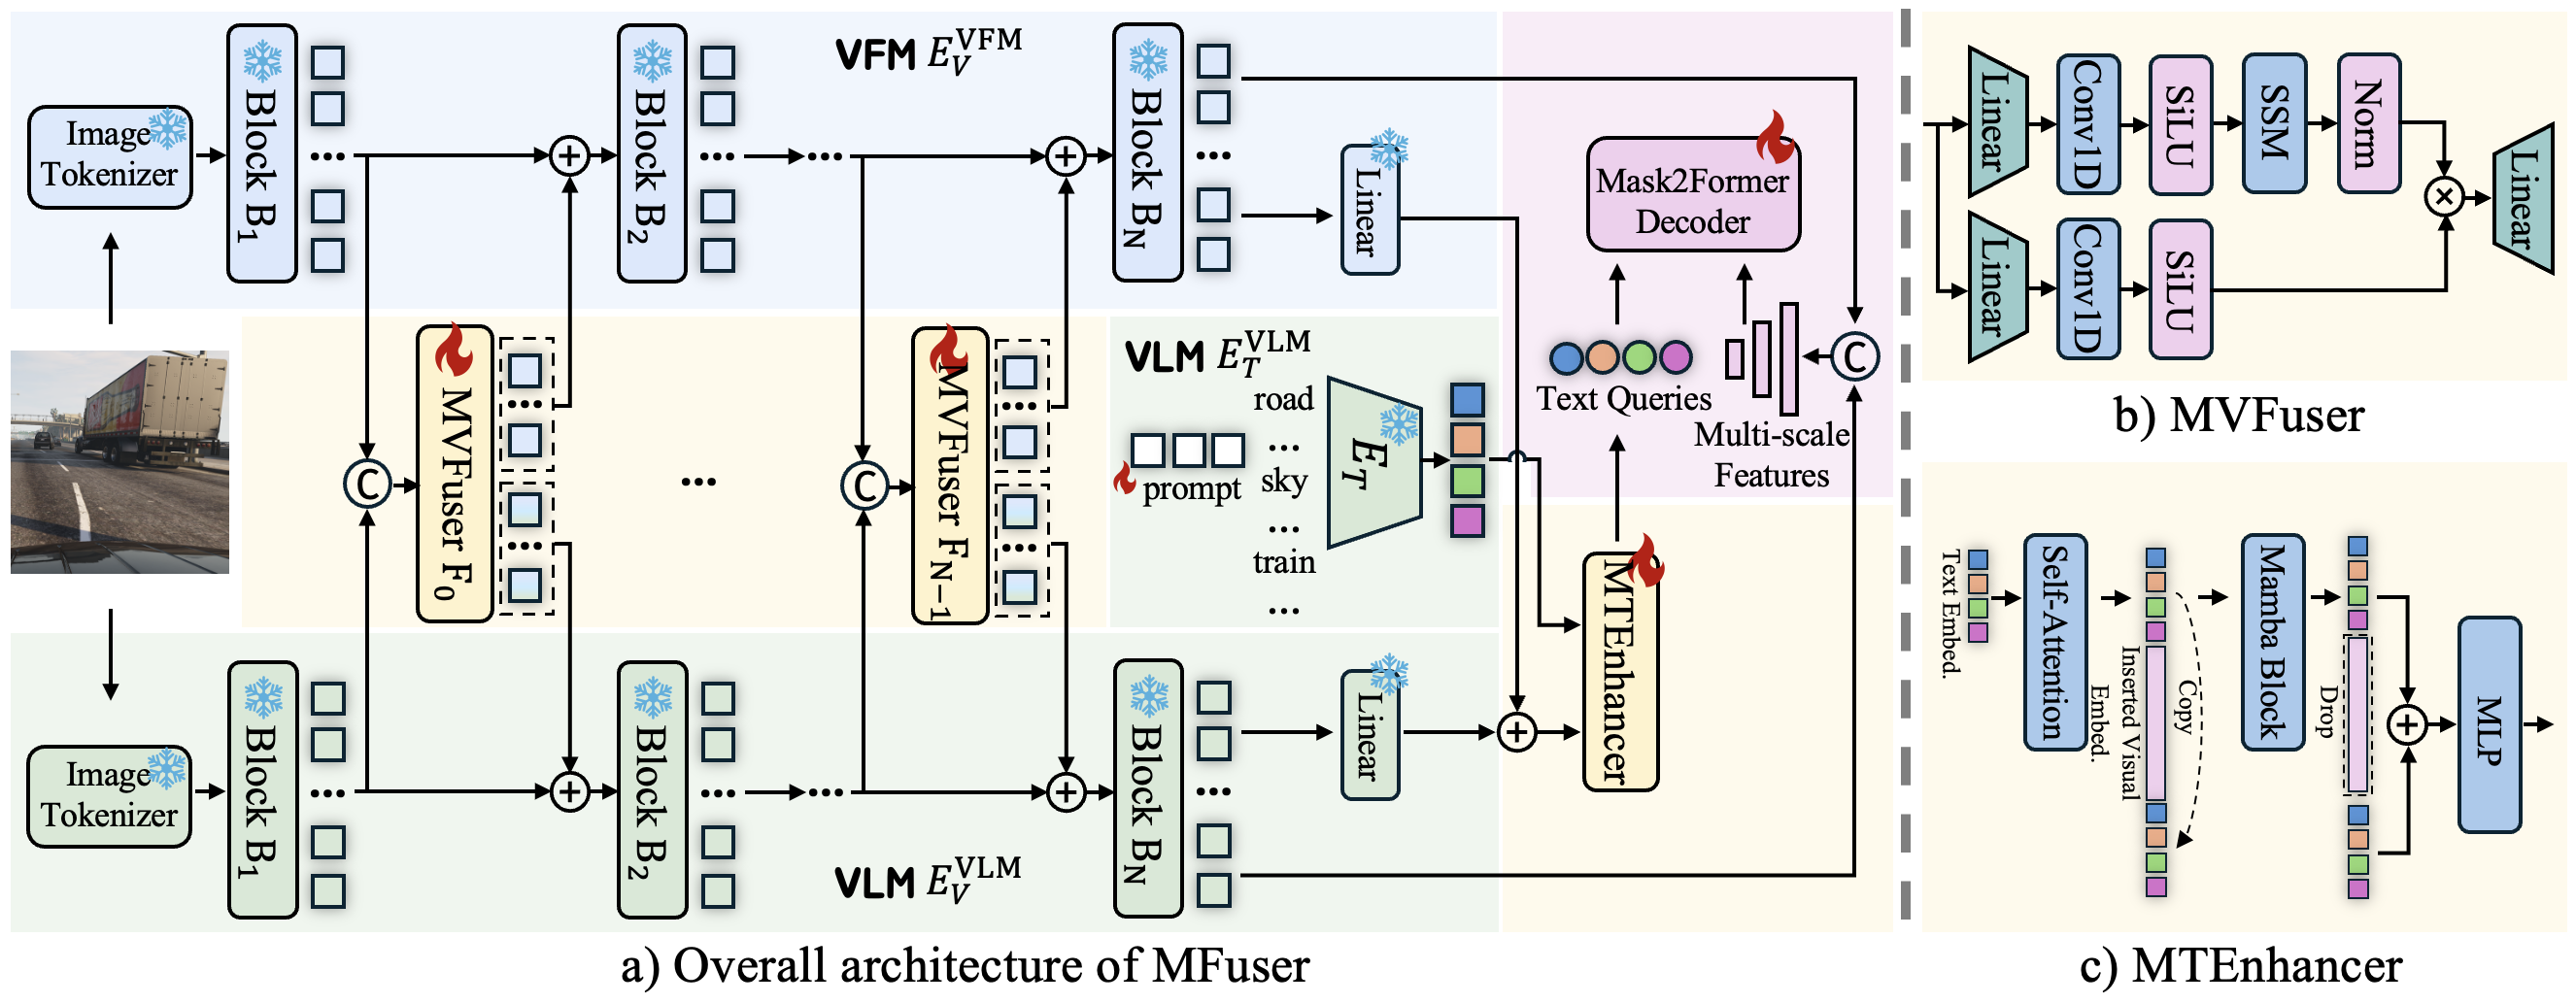 VFM E_V^VFM
Image
Tokenizer
Block B_1
...
Block B_2
...
...
Block B_N
...
Linear
MVFuser F_0
...
...
C
...
C
MVFuser F_{N-1}
...
...
VLM E_T^VLM
prompt
road
...
sky
...
train
...
E_T
Mask2Former
Decoder
Text Queries
Multi-scale
Features
C
MTEnhancer
Image
Tokenizer
Block B_1
...
Block B_2
...
...
Block B_N
...
Linear
VLM E_V^VLM
a) Overall architecture of MFuser
Linear
Conv1D
SiLU
SSM
Norm
Linear
Conv1D
SiLU
Linear
b) MVFuser
Text Embed.
Self-Attention
Inserted Visual
Embed.
Copy
Mamba Block
Drop
MLP
c) MTEnhancer